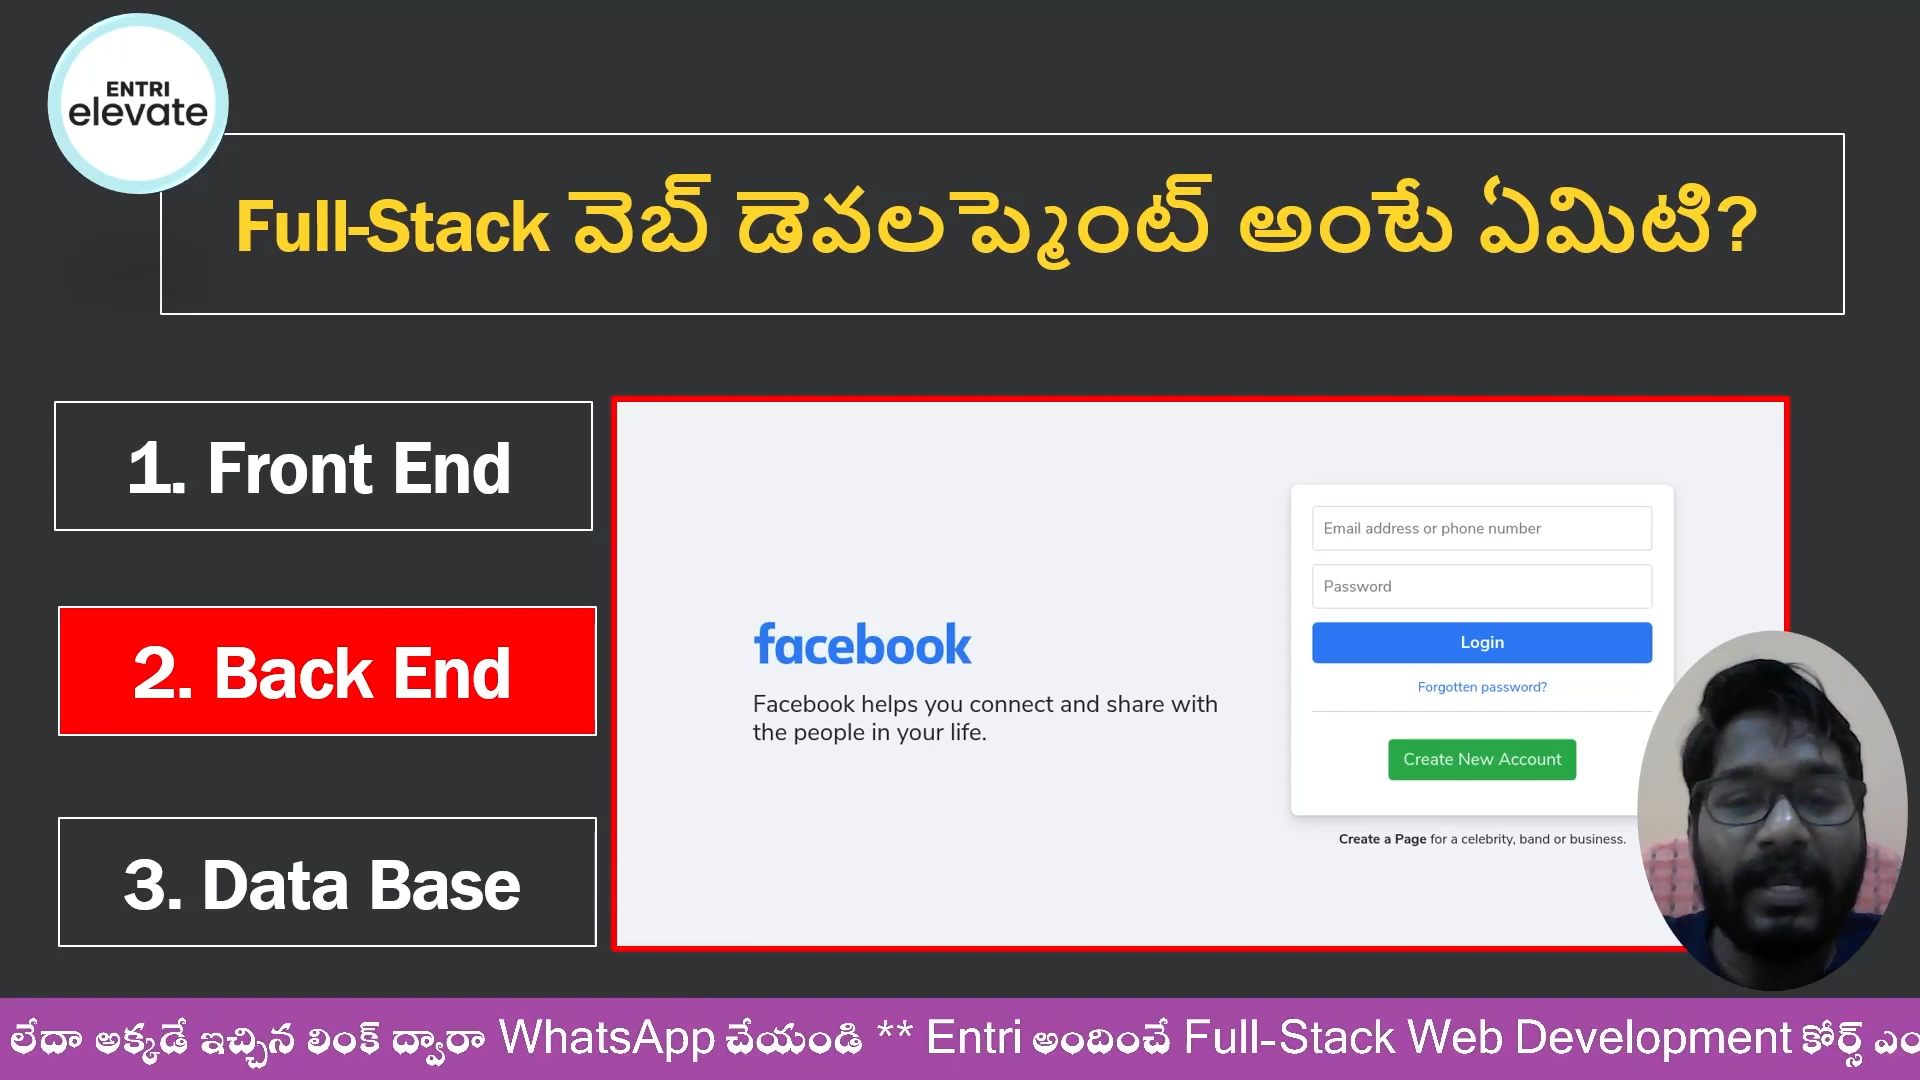 ENTRI
elevate
Full-Stack వెబ్ డెవలప్మెంట్ అంటే ఏమిటి?
1. Front End
2. Back End
3. Data Base
facebook
Facebook helps you connect and share with
the people in your life.
Email address or phone number
Password
Login
Forgotten password?
Create New Account
Create a Page for a celebrity, band or business.
లేదా అక్కడే ఇచ్చిన లింక్ ద్వారా WhatsApp చేయండి ** Entri అందించే Full-Stack Web Development కోర్స్